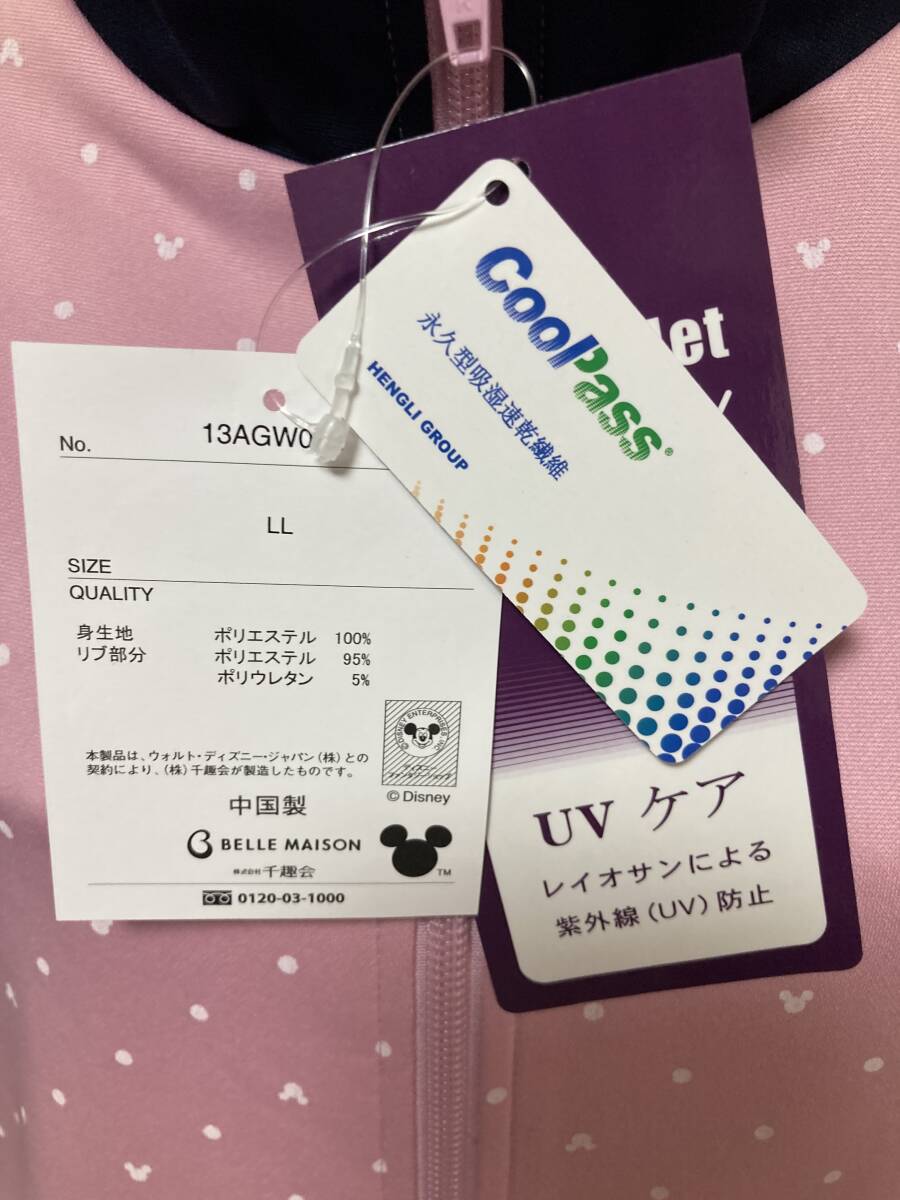 No. 13AGW0
LL
SIZE
QUALITY
身生地 ポリエステル 100%
リブ部分 ポリエステル 95%
ポリウレタン 5%
本製品は、ウォルト・ディズニー・ジャパン(株)との
契約により、(株)千趣会が製造したものです。
© Disney
中国製
BELLE MAISON
TM
株式会社 千趣会
0120-03-1000
CoolPass®
永久型吸湿速乾繊維
HENGLI GROUP
let
UV ケア
レイオサンによる
紫外線(UV)防止